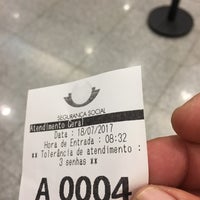 SEGURANÇA SOCIAL
Atendimento Geral
Data : 18/07/2017
Hora de Entrada : 08:32
** Tolerância de atendimento :
3 senhas **
A 0004